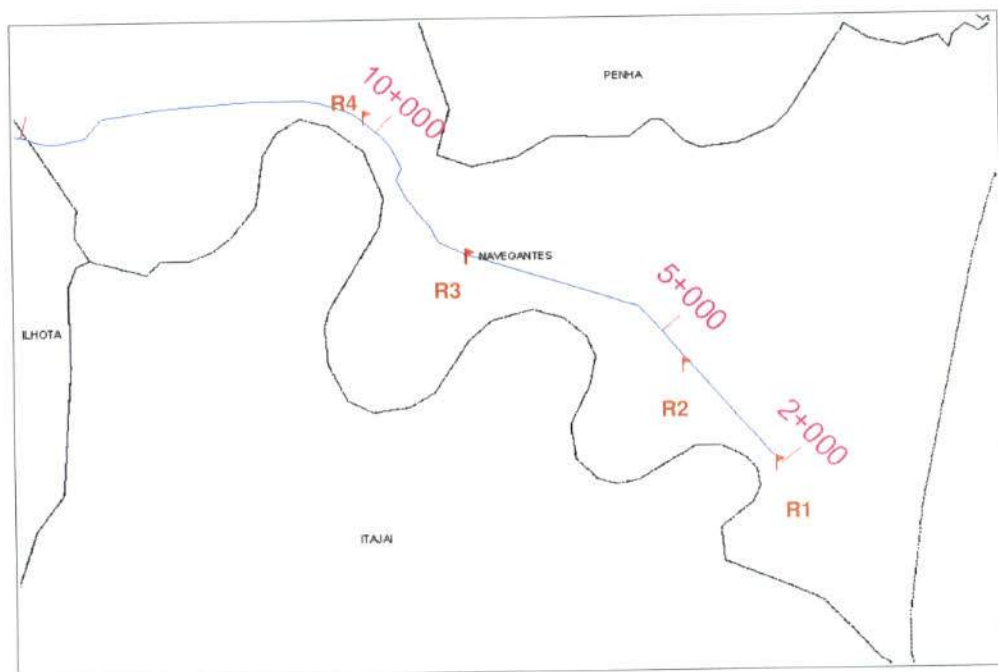 PENHA
R4
10+000
NAVEGANTES
R3
5+000
ILHOTA
R2
2+000
R1
ITAJAI